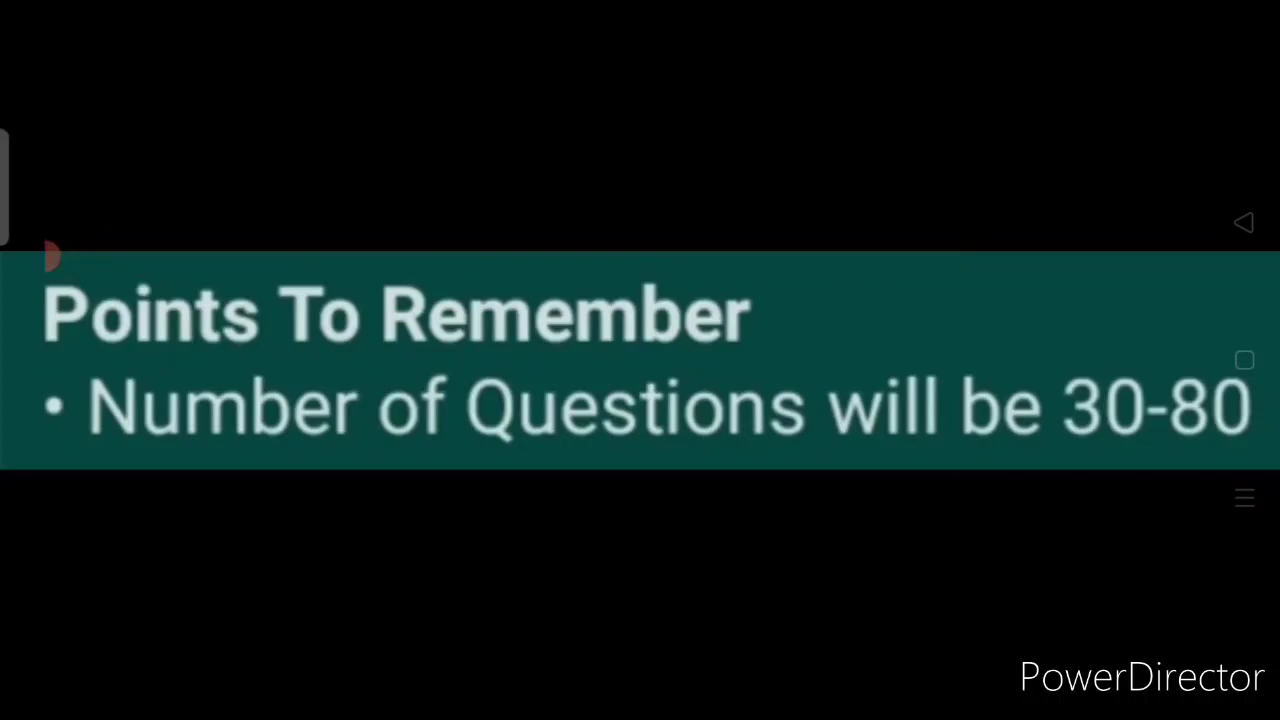 Points To Remember
• Number of Questions will be 30-80
PowerDirector